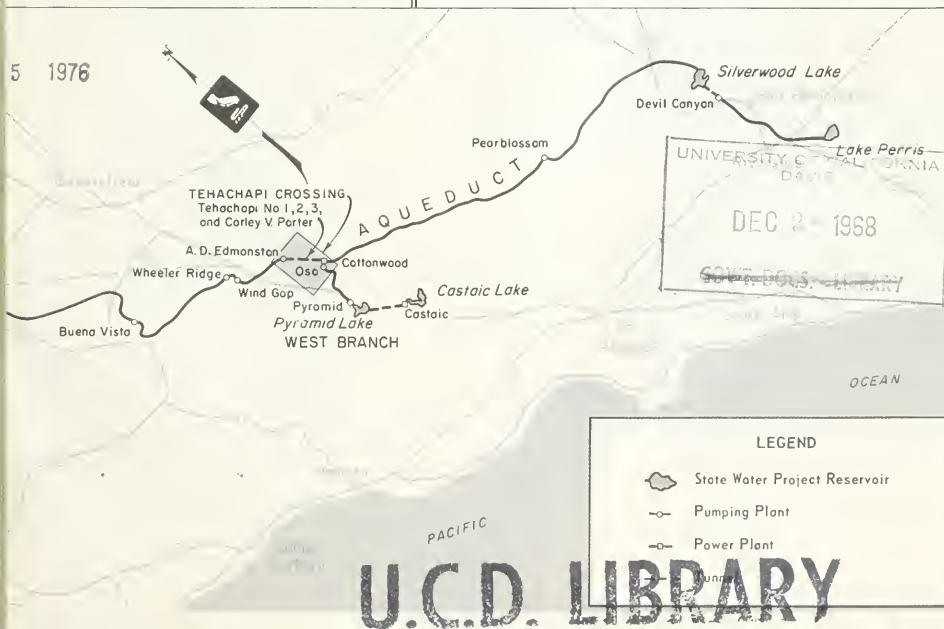 5 1976
N
Silverwood Lake
Devil Canyon
Lake Perris
Pearblossom
UNIVERSITY OF CALIFORNIA
DAVIS
DEC 2 1968
GOVT. DOCS. - LIBRARY
TEHACHAPI CROSSING
Tehachapi No 1,2,3,
and Carley V. Porter
AQUEDUCT
A.D. Edmonston
Cottonwood
Oso
Wheeler Ridge
Wind Gap
Castaic Lake
Pyramid
Castaic
Pyramid Lake
WEST BRANCH
Buena Vista
OCEAN
PACIFIC
LEGEND
State Water Project Reservoir
Pumping Plant
Power Plant
Tunnel
U.C.D. LIBRARY